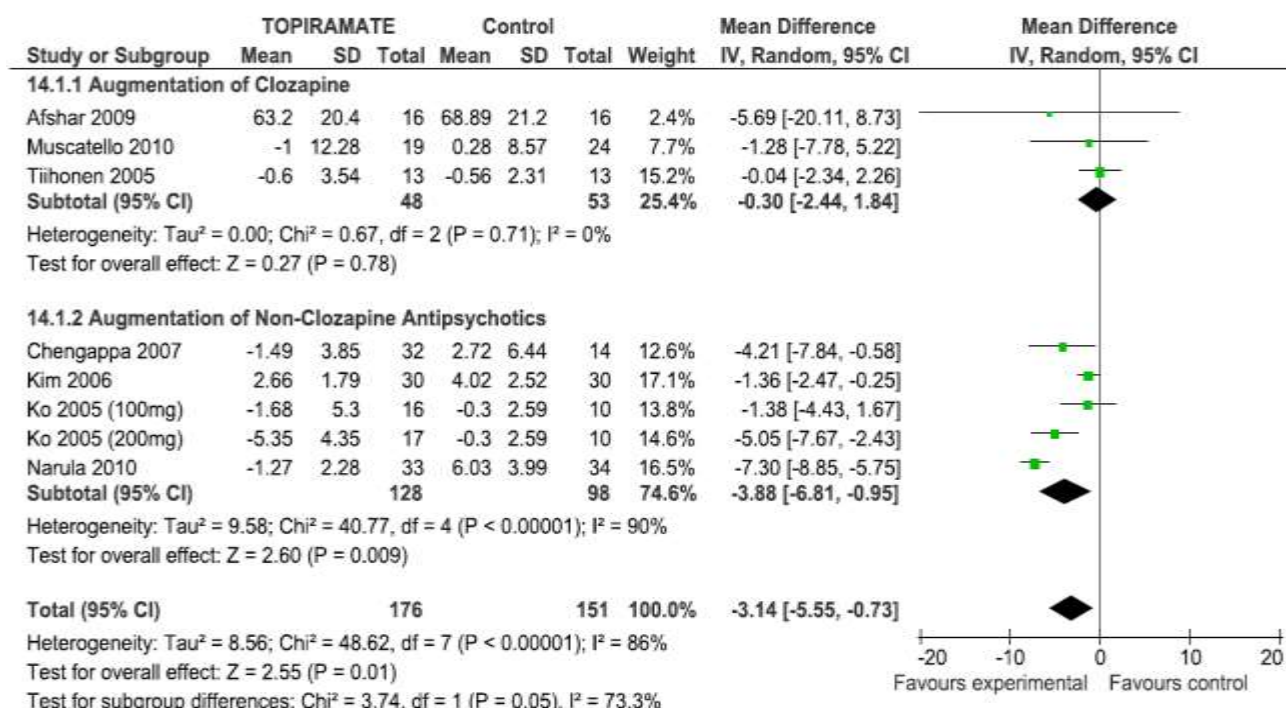 TOPIRAMATE Control Mean Difference Mean Difference
Study or Subgroup Mean SD Total Mean SD Total Weight IV, Random, 95% CI IV, Random, 95% CI
14.1.1 Augmentation of Clozapine
Afshar 2009 63.2 20.4 16 68.89 21.2 16 2.4% -5.69 [-20.11, 8.73]
Muscatello 2010 -1 12.28 19 0.28 8.57 24 7.7% -1.28 [-7.78, 5.22]
Tiihonen 2005 -0.6 3.54 13 -0.56 2.31 13 15.2% -0.04 [-2.34, 2.26]
Subtotal (95% CI) 48 53 25.4% -0.30 [-2.44, 1.84]
Heterogeneity: Tau² = 0.00; Chi² = 0.67, df = 2 (P = 0.71); I² = 0%
Test for overall effect: Z = 0.27 (P = 0.78)
14.1.2 Augmentation of Non-Clozapine Antipsychotics
Chengappa 2007 -1.49 3.85 32 2.72 6.44 14 12.6% -4.21 [-7.84, -0.58]
Kim 2006 2.66 1.79 30 4.02 2.52 30 17.1% -1.36 [-2.47, -0.25]
Ko 2005 (100mg) -1.68 5.3 16 -0.3 2.59 10 13.8% -1.38 [-4.43, 1.67]
Ko 2005 (200mg) -5.35 4.35 17 -0.3 2.59 10 14.6% -5.05 [-7.67, -2.43]
Narula 2010 -1.27 2.28 33 6.03 3.99 34 16.5% -7.30 [-8.85, -5.75]
Subtotal (95% CI) 128 98 74.6% -3.88 [-6.81, -0.95]
Heterogeneity: Tau² = 9.58; Chi² = 40.77, df = 4 (P < 0.00001); I² = 90%
Test for overall effect: Z = 2.60 (P = 0.009)
Total (95% CI) 176 151 100.0% -3.14 [-5.55, -0.73]
Heterogeneity: Tau² = 8.56; Chi² = 48.62, df = 7 (P < 0.00001); I² = 86%
Test for overall effect: Z = 2.55 (P = 0.01)
Test for subgroup differences: Chi² = 3.74, df = 1 (P = 0.05), I² = 73.3%
-20 -10 0 10 20
Favours experimental Favours control